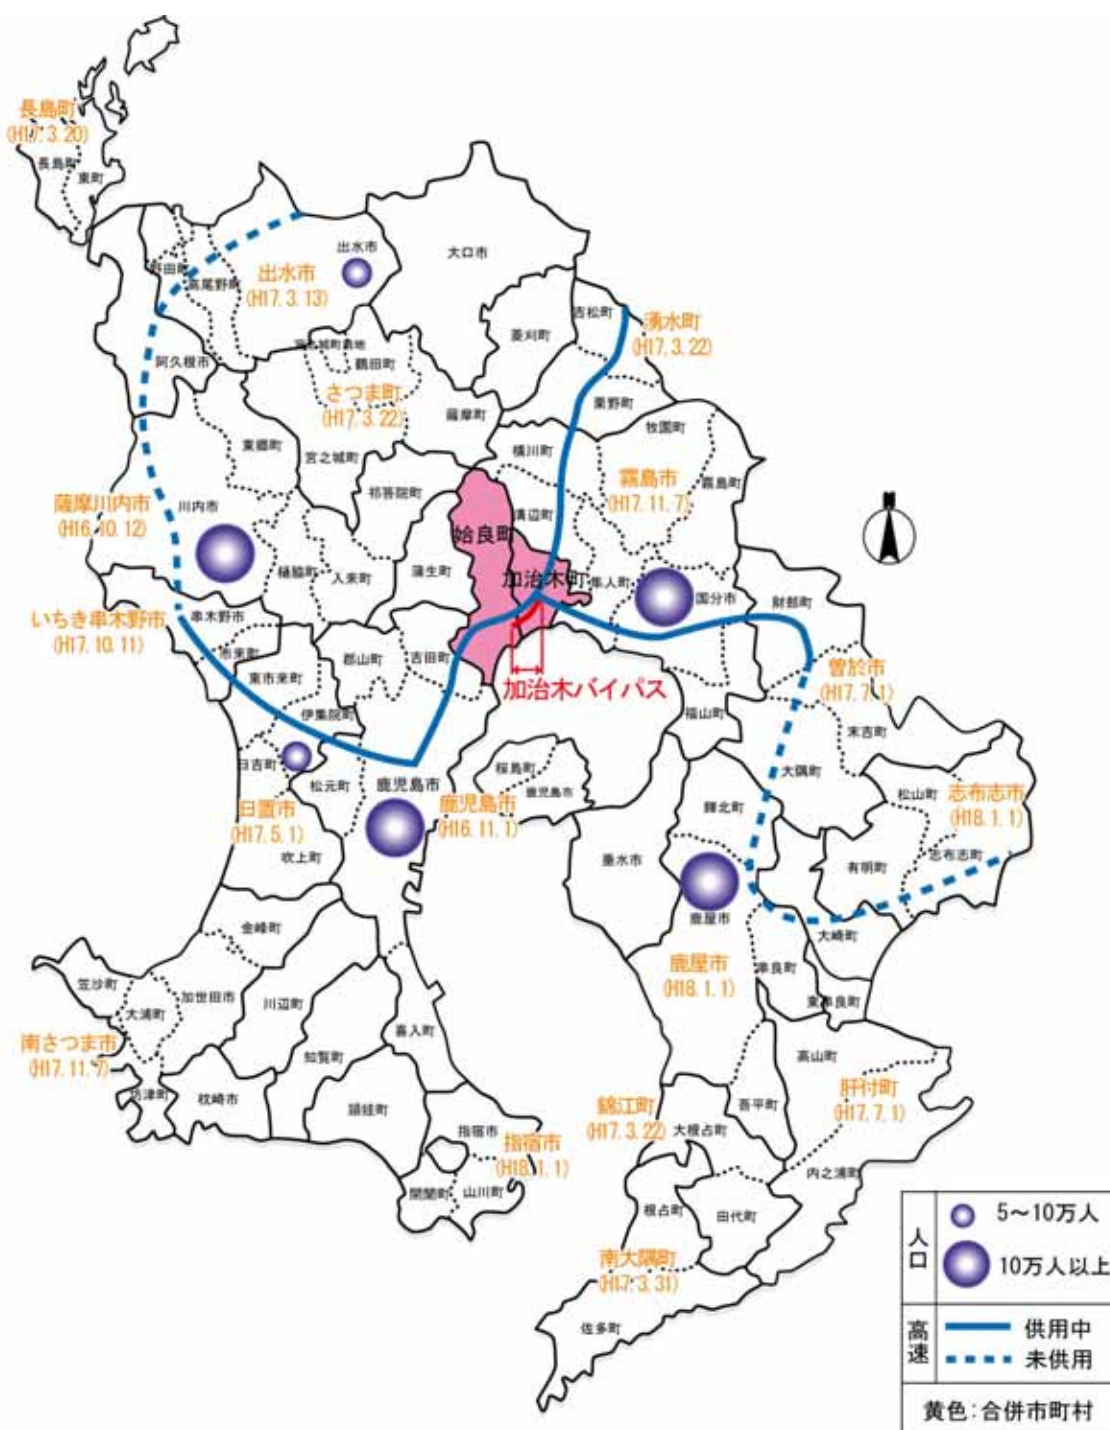 長島町
(H17.3.20)
長島町
東町
出水市
大口市
野田町
高尾野町
出水市
(H17.3.13)
吉松町
湧水町
(H17.3.22)
菱刈町
阿久根市
鶴田町
さつま町
(H17.3.22)
薩摩町
栗野町
牧園町
東郷町
宮之城町
横川町
霧島市
(H17.11.7)
霧島町
祁答院町
薩摩川内市
(H16.10.12)
川内市
溝辺町
姶良町
樋脇町
入来町
蒲生町
加治木町
隼人町
国分市
財部町
いちき串木野市
(H17.10.11)
串木野市
市来町
東市来町
郡山町
吉田町
加治木バイパス
曽於市
(H17.7.1)
伊集院町
福山町
末吉町
日吉町
松元町
鹿児島市
桜島町
鹿児島市
大隅町
松山町
志布志市
(H18.1.1)
日置市
(H17.5.1)
鹿児島市
(H16.11.1)
輝北町
吹上町
垂水市
有明町
志布志町
鹿屋市
金峰町
大崎町
鹿屋市
(H18.1.1)
串良町
笠沙町
加世田市
大浦町
川辺町
東串良町
南さつま市
(H17.11.7)
喜入町
知覧町
高山町
坊津町
枕崎市
頴娃町
錦江町
(H17.3.22)
吾平町
肝付町
(H17.7.1)
指宿市
指宿市
(H18.1.1)
大根占町
内之浦町
開聞町
山川町
根占町
田代町
南大隅町
(H17.3.31)
佐多町
N
人口
5～10万人
10万人以上
高速
供用中
未供用
黄色:合併市町村